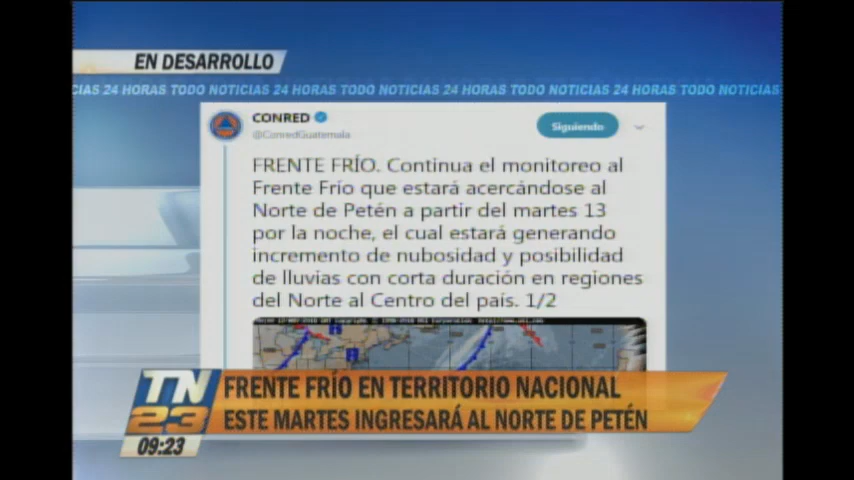 EN DESARROLLO
CIAS 24 HORAS TODO NOTICIAS 24 HORAS TODO NOTICIAS 24 HORAS TODO NOTICIAS
CONRED
@ConredGuatemala
Siguiendo
FRENTE FRÍO. Continua el monitoreo al
Frente Frío que estará acercándose al
Norte de Petén a partir del martes 13
por la noche, el cual estará generando
incremento de nubosidad y posibilidad
de lluvias con corta duración en regiones
del Norte al Centro del país. 1/2
TN
23
09:23
FRENTE FRÍO EN TERRITORIO NACIONAL
ESTE MARTES INGRESARÁ AL NORTE DE PETÉN